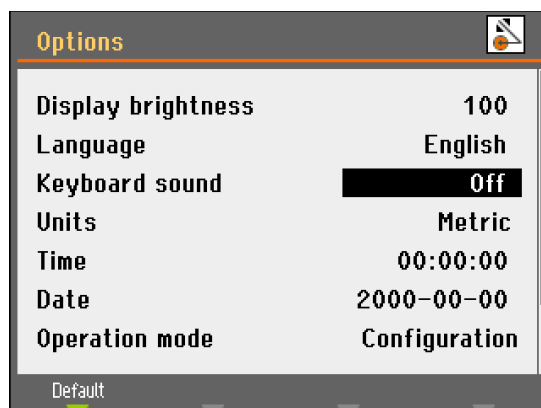 Options
Display brightness 100
Language English
Keyboard sound Off
Units Metric
Time 00:00:00
Date 2000-00-00
Operation mode Configuration
Default